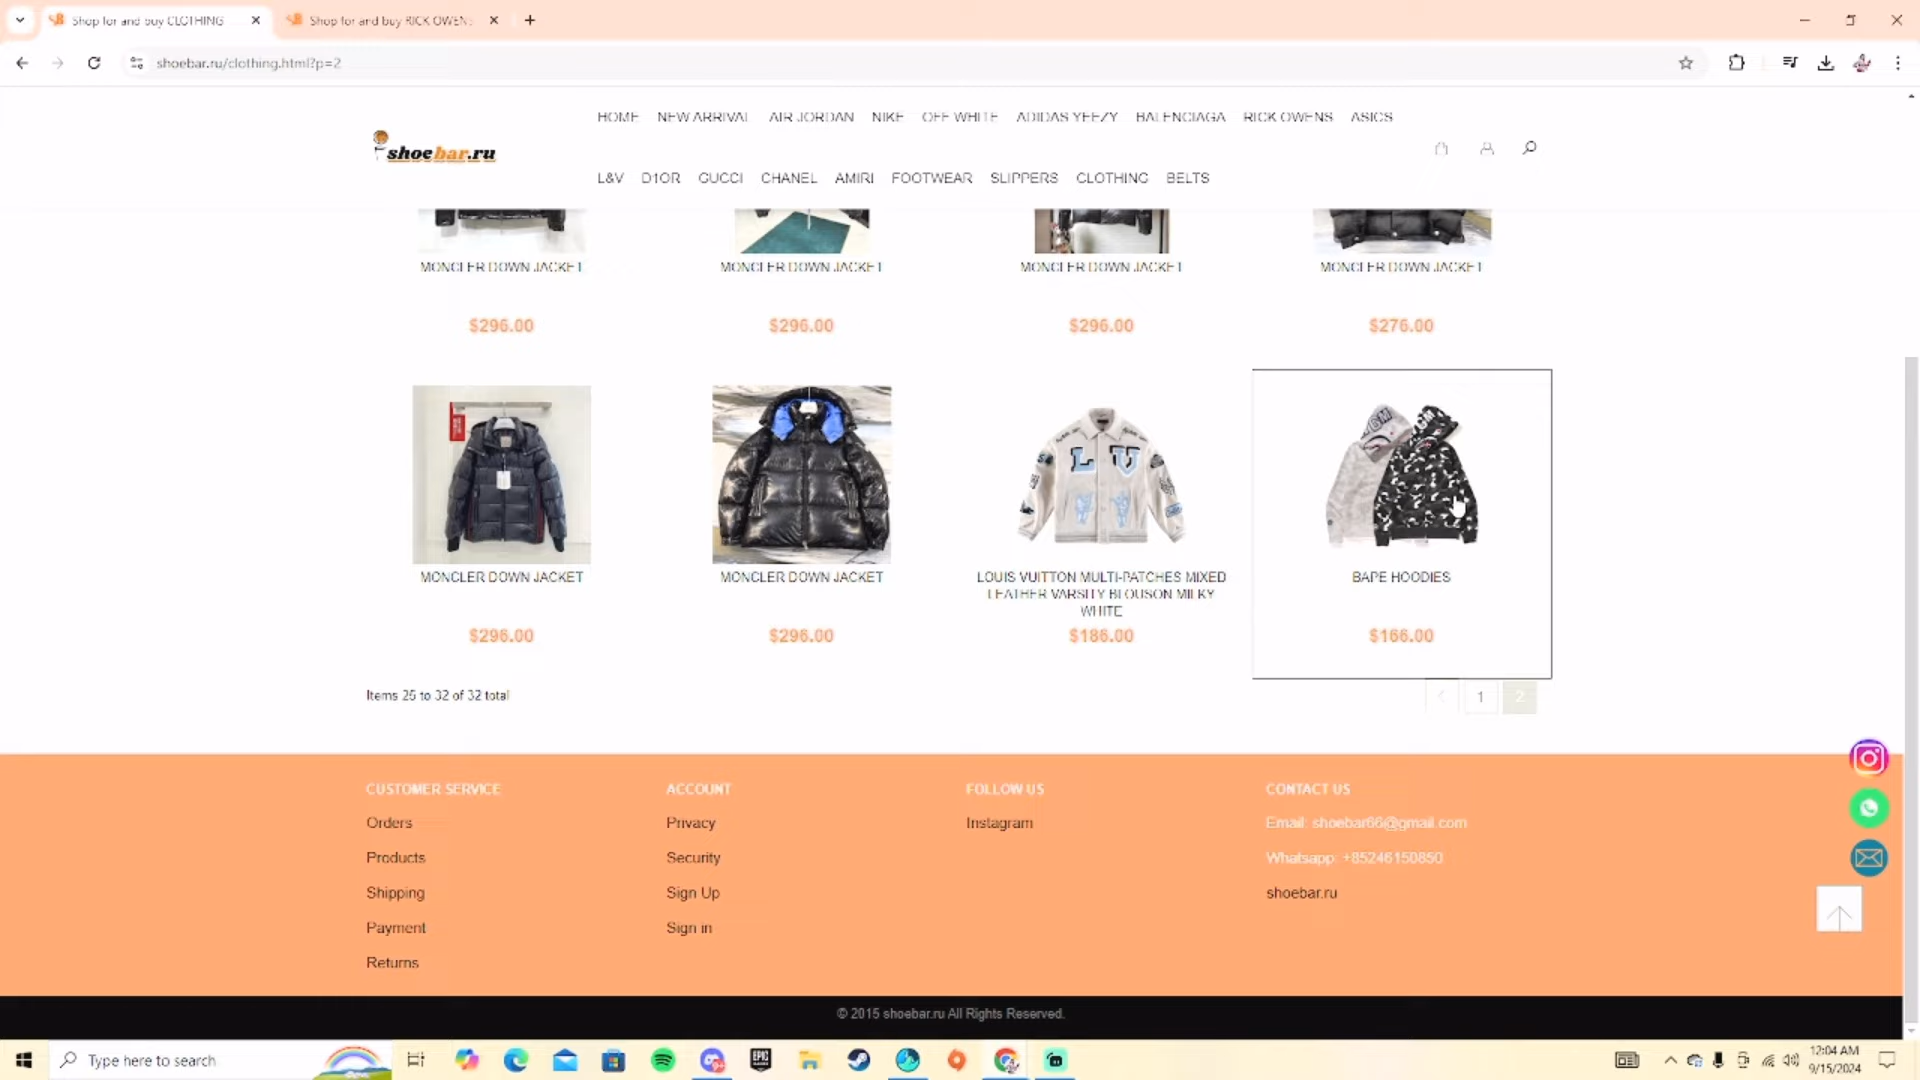 Shop for and buy CLOTHING
Shop for and buy RICK OWENS
shoebar.ru/clothing.html?p=2
HOME NEW ARRIVAL AIR JORDAN NIKE OFF WHITE ADIDAS YEEZY BALENCIAGA RICK OWENS ASICS
shoebar.ru
L&V D1OR GUCCI CHANEL AMIRI FOOTWEAR SLIPPERS CLOTHING BELTS
MONCLER DOWN JACKET MONCLER DOWN JACKET MONCLER DOWN JACKET MONCLER DOWN JACKET
$296.00 $296.00 $296.00 $276.00
MONCLER DOWN JACKET MONCLER DOWN JACKET LOUIS VUITTON MULTI-PATCHES MIXED BAPE HOODIES
LEATHER VARSITY BLOUSON MILKY
WHITE
$296.00 $296.00 $186.00 $166.00
Items 25 to 32 of 32 total
1 2
CUSTOMER SERVICE ACCOUNT FOLLOW US CONTACT US
Orders Privacy Instagram Email: shoebar66@gmail.com
Products Security Whatsapp: +85246150850
Shipping Sign Up shoebar.ru
Payment Sign in
Returns
© 2015 shoebar.ru All Rights Reserved.
Type here to search
12:04 AM
9/15/2024